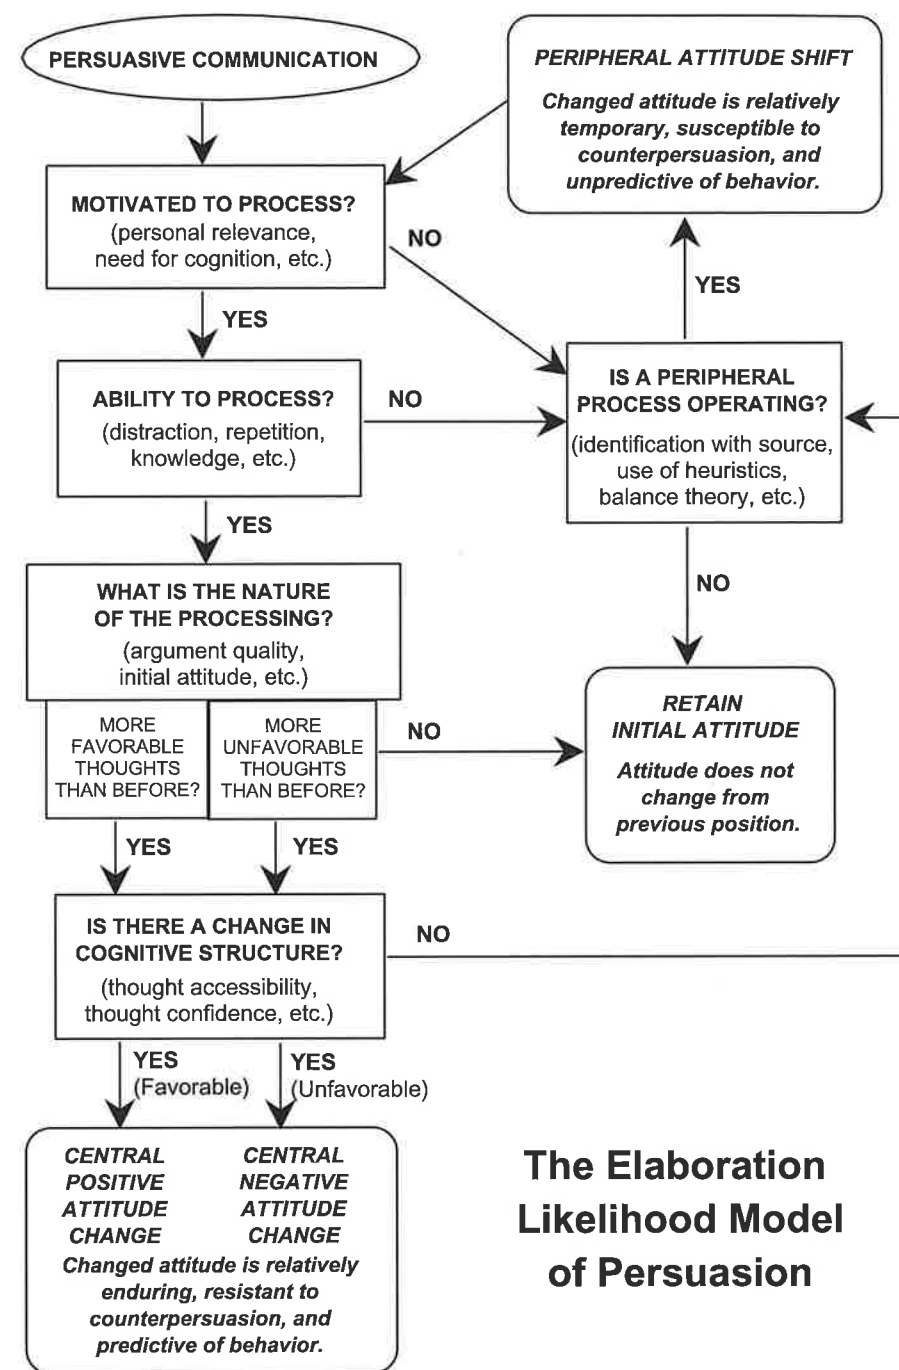 PERSUASIVE COMMUNICATION
PERIPHERAL ATTITUDE SHIFT
Changed attitude is relatively
temporary, susceptible to
counterpersuasion, and
unpredictive of behavior.
MOTIVATED TO PROCESS?
(personal relevance,
need for cognition, etc.)
NO
YES
YES
ABILITY TO PROCESS?
(distraction, repetition,
knowledge, etc.)
NO
IS A PERIPHERAL
PROCESS OPERATING?
(identification with source,
use of heuristics,
balance theory, etc.)
YES
NO
WHAT IS THE NATURE
OF THE PROCESSING?
(argument quality,
initial attitude, etc.)
MORE
FAVORABLE
THOUGHTS
THAN BEFORE?
MORE
UNFAVORABLE
THOUGHTS
THAN BEFORE?
NO
RETAIN
INITIAL ATTITUDE
Attitude does not
change from
previous position.
YES
YES
IS THERE A CHANGE IN
COGNITIVE STRUCTURE?
(thought accessibility,
thought confidence, etc.)
NO
YES
(Favorable)
YES
(Unfavorable)
CENTRAL
POSITIVE
ATTITUDE
CHANGE
CENTRAL
NEGATIVE
ATTITUDE
CHANGE
Changed attitude is relatively
enduring, resistant to
counterpersuasion, and
predictive of behavior.
The Elaboration
Likelihood Model
of Persuasion